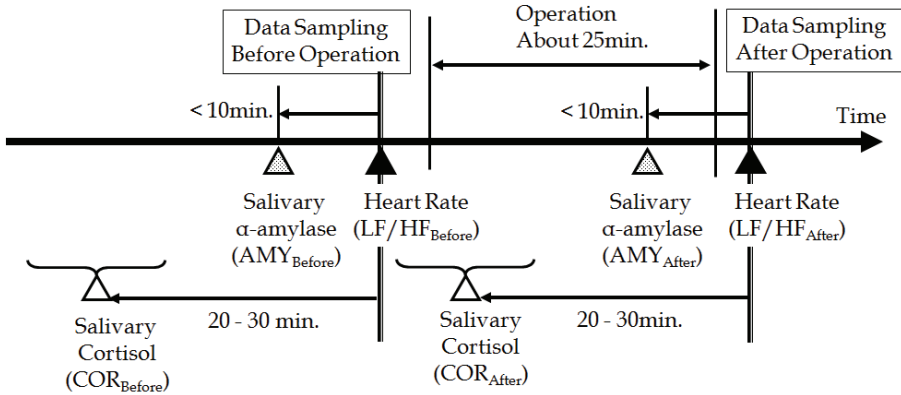 Data Sampling
Before Operation
Operation
About 25min.
Data Sampling
After Operation
< 10min.
< 10min.
Time
Salivary
α-amylase
(AMYBefore)
Heart Rate
(LF/HFBefore)
Salivary
α-amylase
(AMYAfter)
Heart Rate
(LF/HFAfter)
20 - 30 min.
20 - 30min.
Salivary
Cortisol
(CORBefore)
Salivary
Cortisol
(CORAfter)